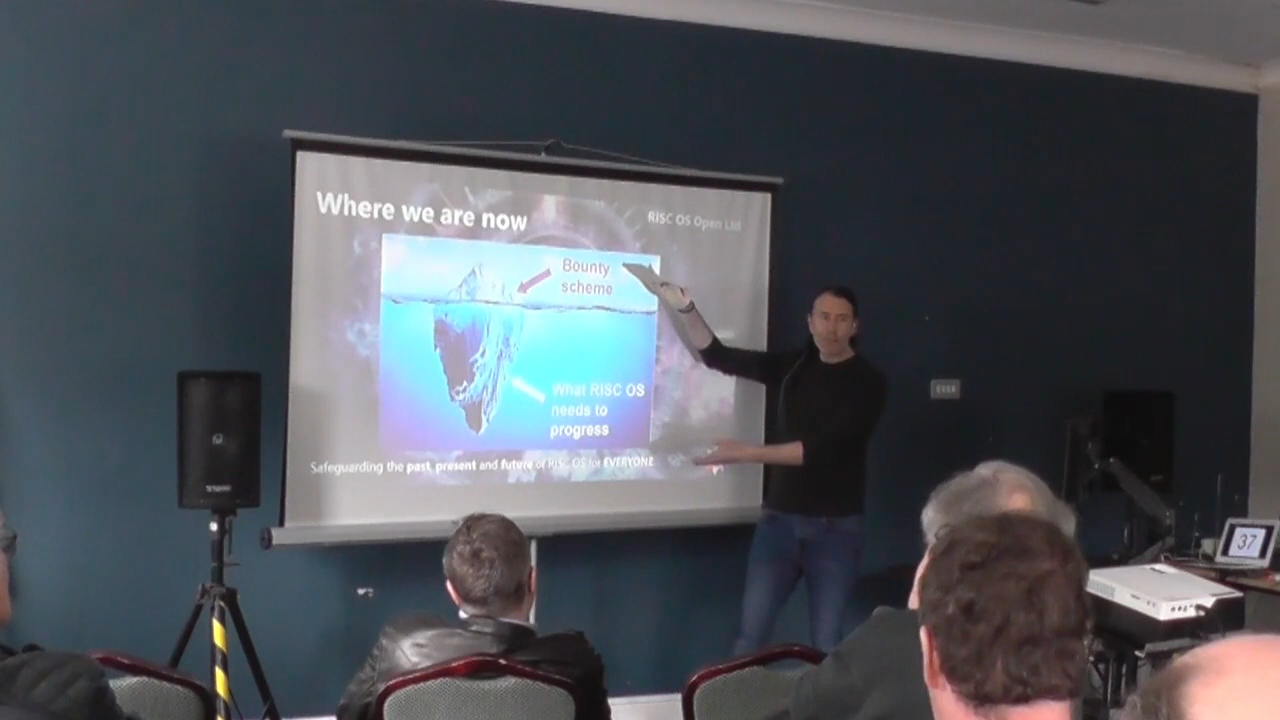 Where we are now
RISC OS Open Ltd
Bounty
scheme
What RISC OS
needs to
progress
Safeguarding the past, present and future of RISC OS for EVERYONE
37